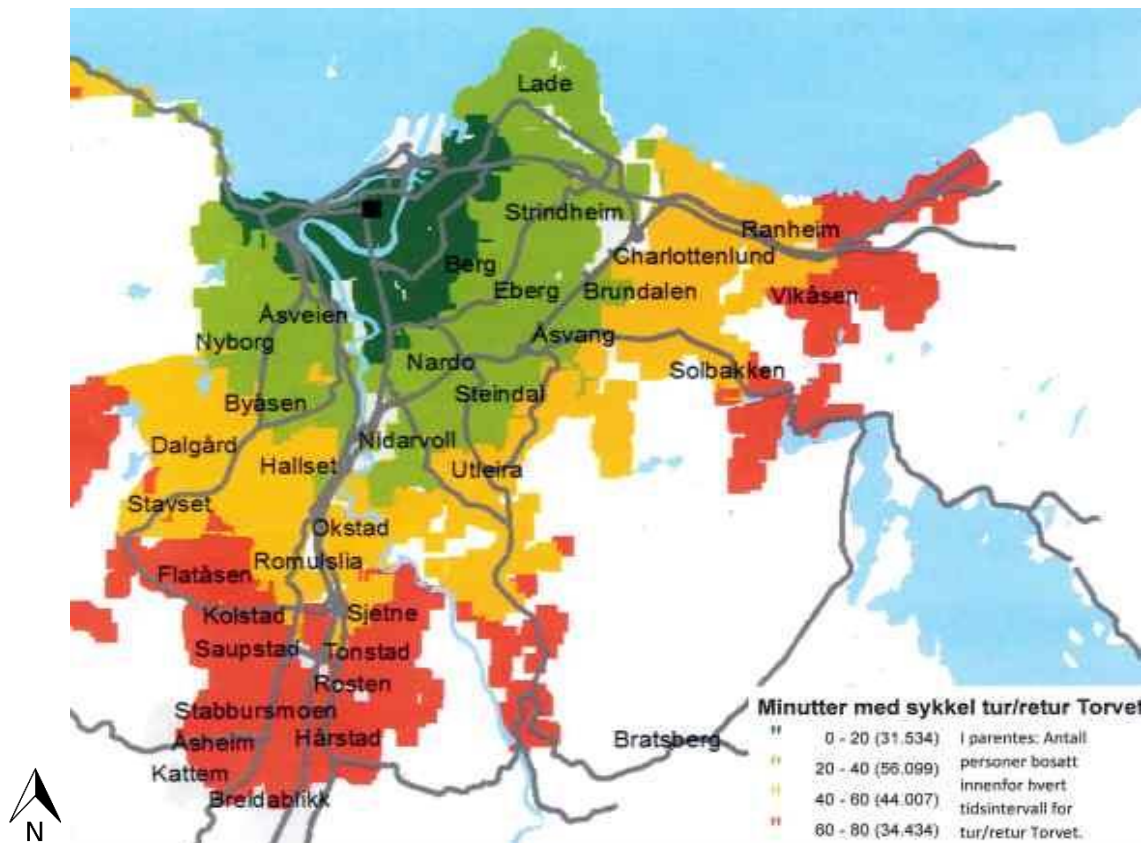 Lade
Strindheim
Ranheim
Berg
Charlottenlund
Eberg
Brundalen
Vikåsen
Åsveien
Nyborg
Åsvang
Nardo
Solbakken
Steindal
Byåsen
Dalgård
Nidarvoll
Hallset
Utleira
Stavset
Okstad
Romulslia
Flatåsen
Kolstad
Sjetne
Saupstad
Tonstad
Rosten
Stabbursmoen
Åsheim
Hårstad
Bratsberg
Kattem
Breidablikk
N
Minutter med sykkel tur/retur Torvet
" 0 - 20 (31.534) I parentes: Antall
" 20 - 40 (56.099) personer bosatt
" 40 - 60 (44.007) innenfor hvert
tidsintervall for
" 60 - 80 (34.434) tur/retur Torvet.